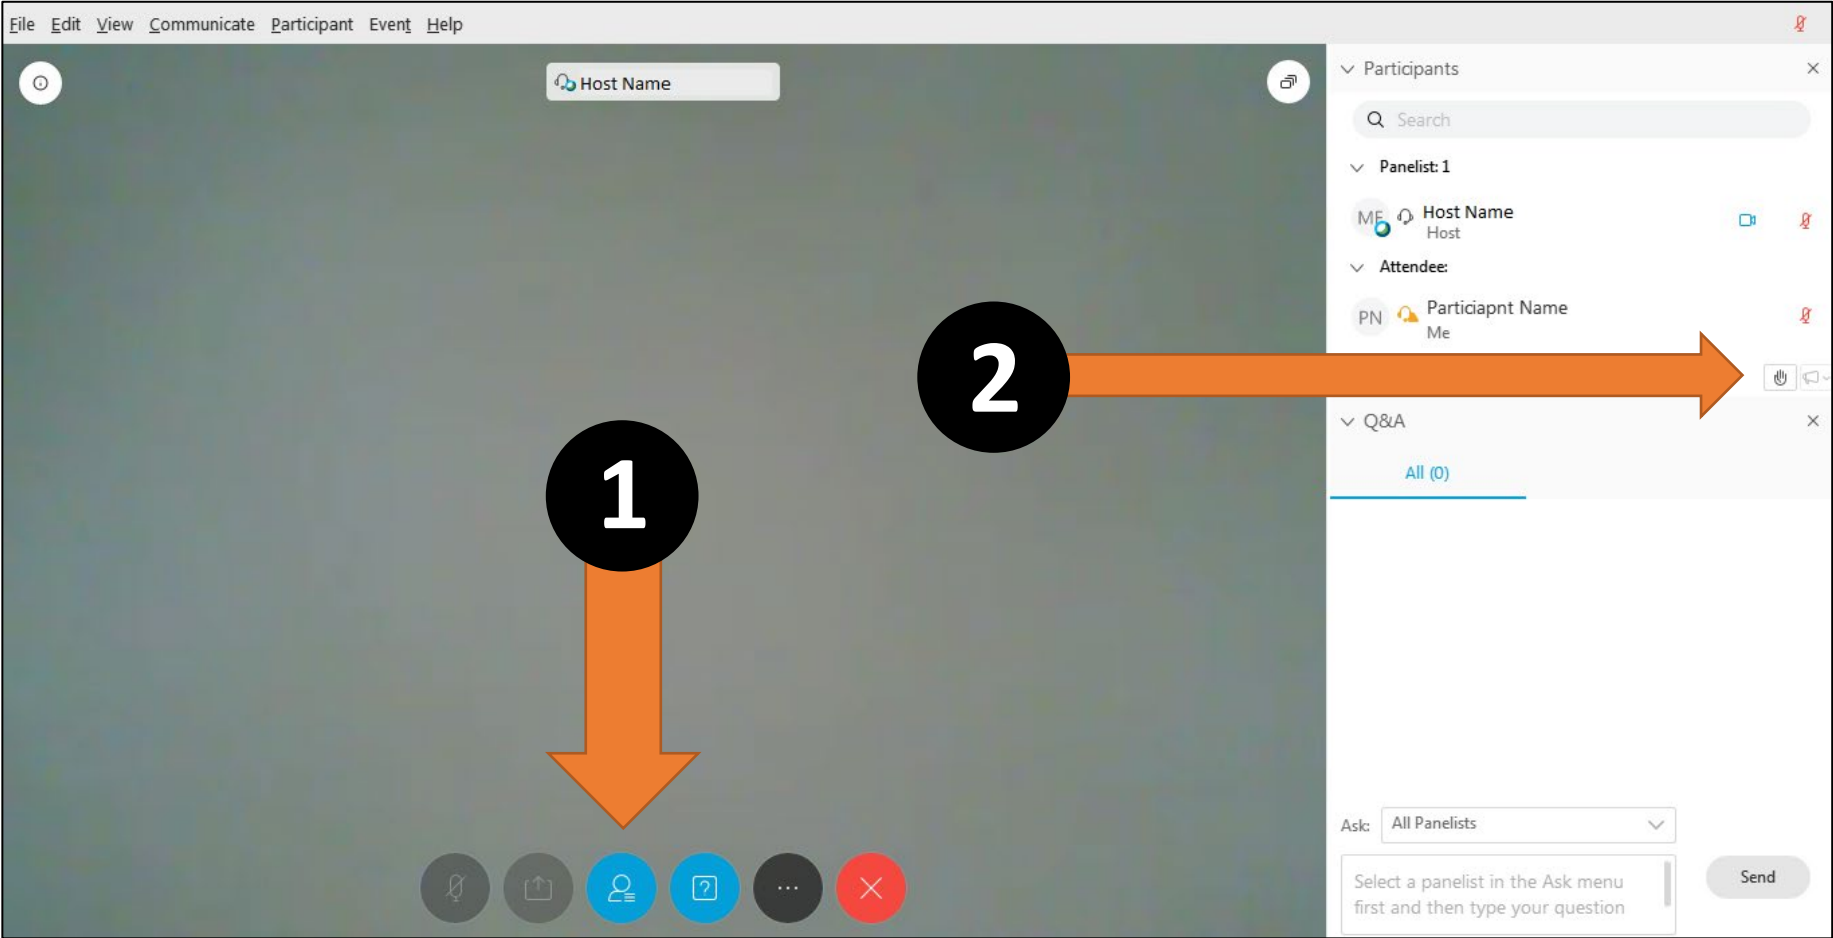 File Edit View Communicate Participant Event Help
Host Name
Participants
Search
Panelist: 1
ME Host Name
Host
Attendee:
PN Particiapnt Name
Me
2
Q&A
All (0)
1
Ask: All Panelists
Select a panelist in the Ask menu
first and then type your question
Send